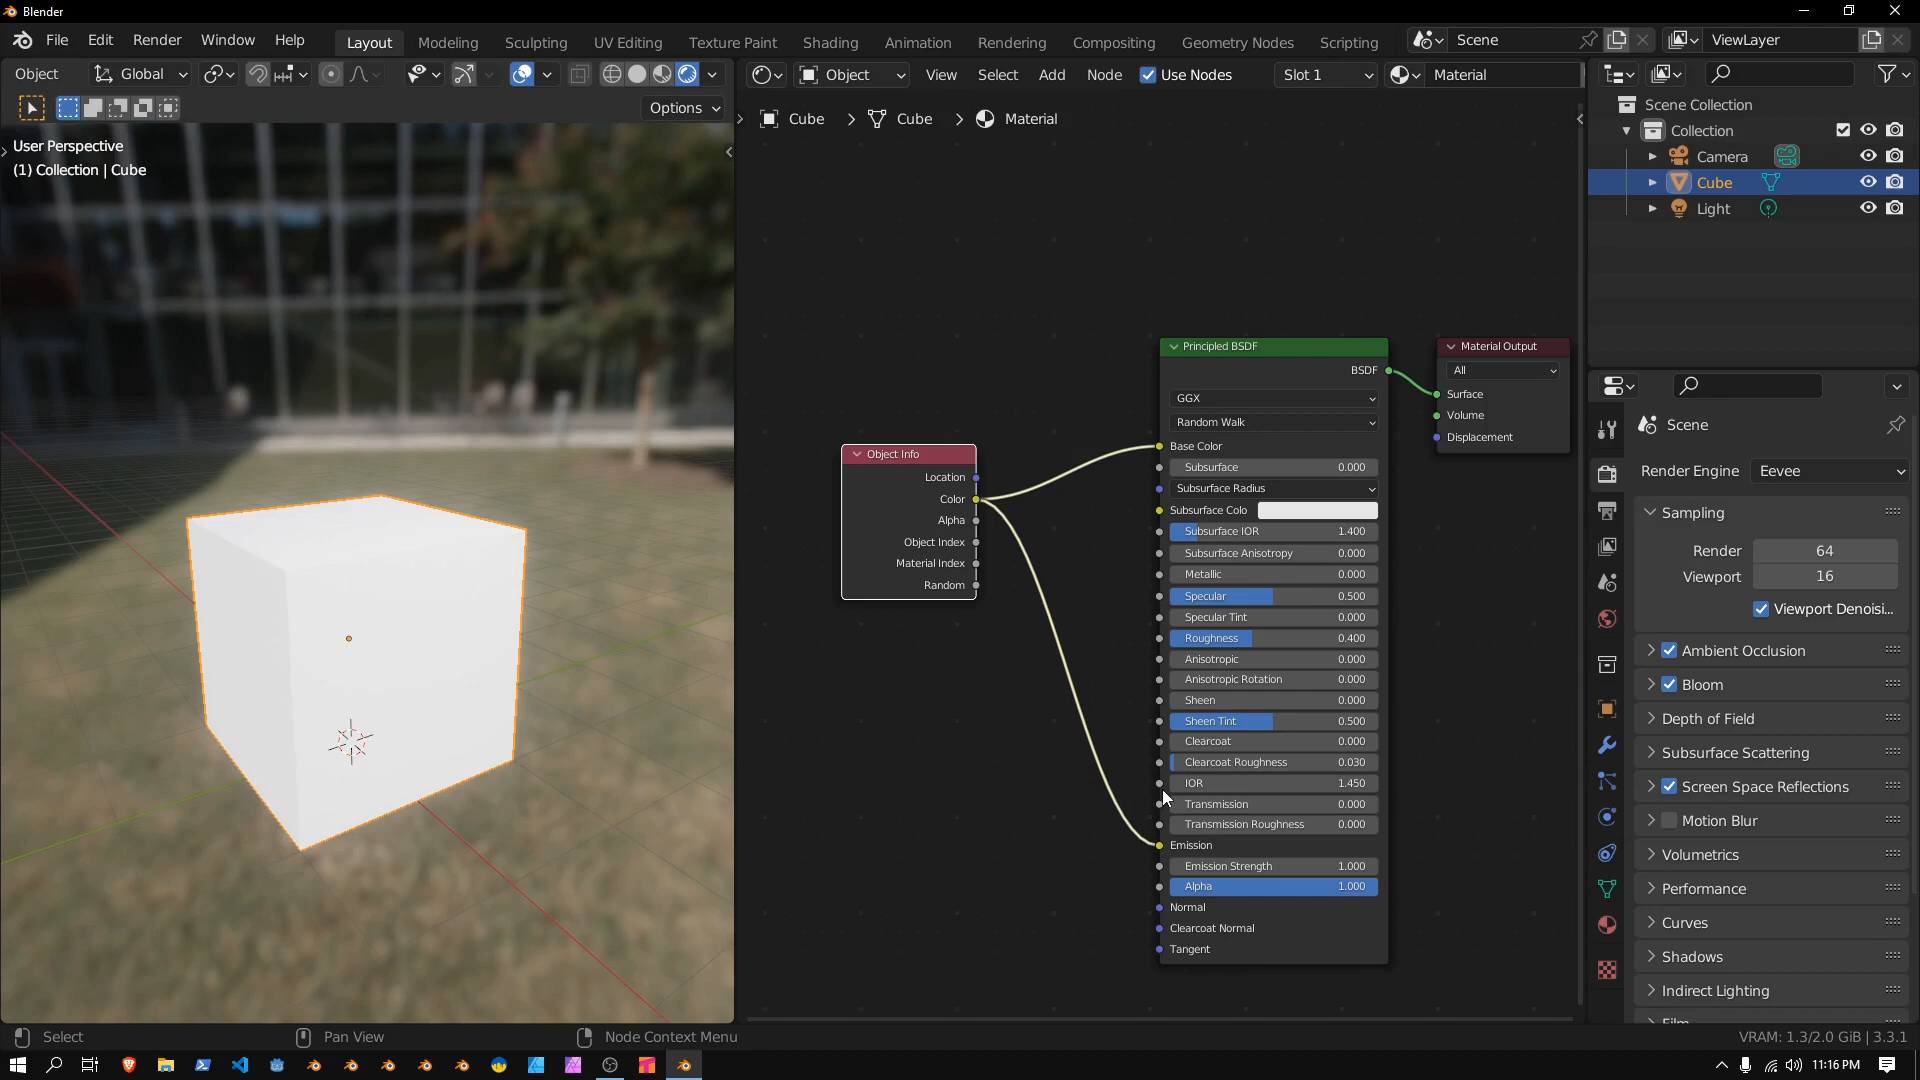 Blender
File Edit Render Window Help
Layout Modeling Sculpting UV Editing Texture Paint Shading Animation Rendering Compositing Geometry Nodes Scripting
Scene
ViewLayer
Object Global
Options
User Perspective
(1) Collection | Cube
Object View Select Add Node Use Nodes Slot 1 Material
Cube Cube Material
Object Info
Location
Color
Alpha
Object Index
Material Index
Random
Principled BSDF
BSDF
GGX
Random Walk
Base Color
Subsurface 0.000
Subsurface Radius
Subsurface Colo
Subsurface IOR 1.400
Subsurface Anisotropy 0.000
Metallic 0.000
Specular 0.500
Specular Tint 0.000
Roughness 0.400
Anisotropic 0.000
Anisotropic Rotation 0.000
Sheen 0.000
Sheen Tint 0.500
Clearcoat 0.000
Clearcoat Roughness 0.030
IOR 1.450
Transmission 0.000
Transmission Roughness 0.000
Emission
Emission Strength 1.000
Alpha 1.000
Normal
Clearcoat Normal
Tangent
Material Output
All
Surface
Volume
Displacement
Scene Collection
Collection
Camera
Cube
Light
Scene
Render Engine Eevee
Sampling
Render 64
Viewport 16
Viewport Denoisi...
Ambient Occlusion
Bloom
Depth of Field
Subsurface Scattering
Screen Space Reflections
Motion Blur
Volumetrics
Performance
Curves
Shadows
Indirect Lighting
Film
Select Pan View Node Context Menu
VRAM: 1.3/2.0 GiB | 3.3.1
11:16 PM